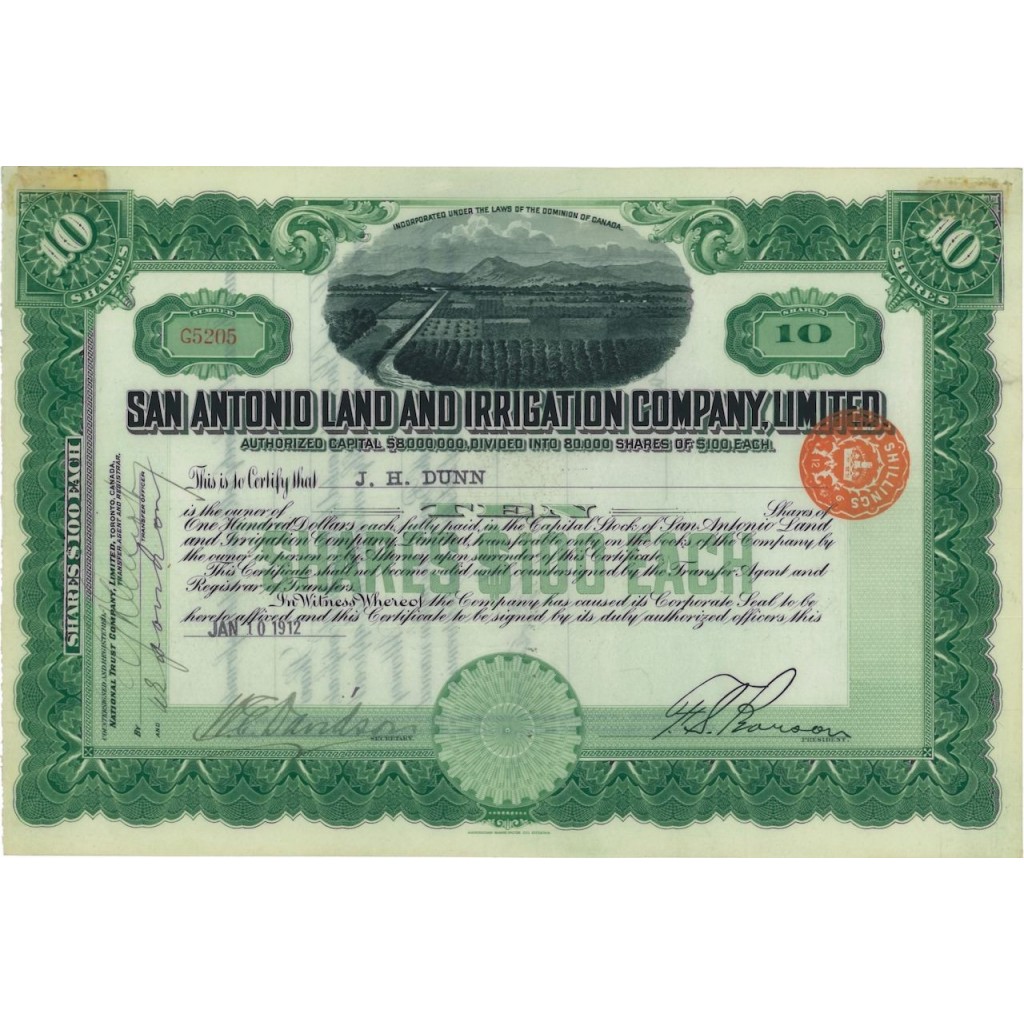 INCORPORATED UNDER THE LAWS OF THE DOMINION OF CANADA.
10
SHARES
10
SHARES
NUMBER
G5205
SHARES
10
SAN ANTONIO LAND AND IRRIGATION COMPANY, LIMITED.
AUTHORIZED CAPITAL $8,000,000, DIVIDED INTO 80,000 SHARES OF $100 EACH.
This is to Certify that J. H. DUNN
is the owner of TEN Shares of
One Hundred Dollars each, fully paid, in the Capital Stock of San Antonio Land
and Irrigation Company, Limited, transferable only on the books of the Company by
the owner in person or by Attorney upon surrender of this Certificate.
This Certificate shall not become valid until countersigned by the Transfer Agent and
Registrar of Transfers.
In Witness Whereof the Company has caused its Corporate Seal to be
hereto affixed and this Certificate to be signed by its duly authorized officers this
JAN 10 1912
SHARES $100 EACH
SECRETARY.
F. S. Pearson
PRESIDENT.
SHARES $100 EACH
COUNTERSIGNED AND REGISTERED
NATIONAL TRUST COMPANY, LIMITED, TORONTO, CANADA,
TRANSFER AGENT AND REGISTRAR.
By
TRANSFER OFFICER
AND
SHILLINGS